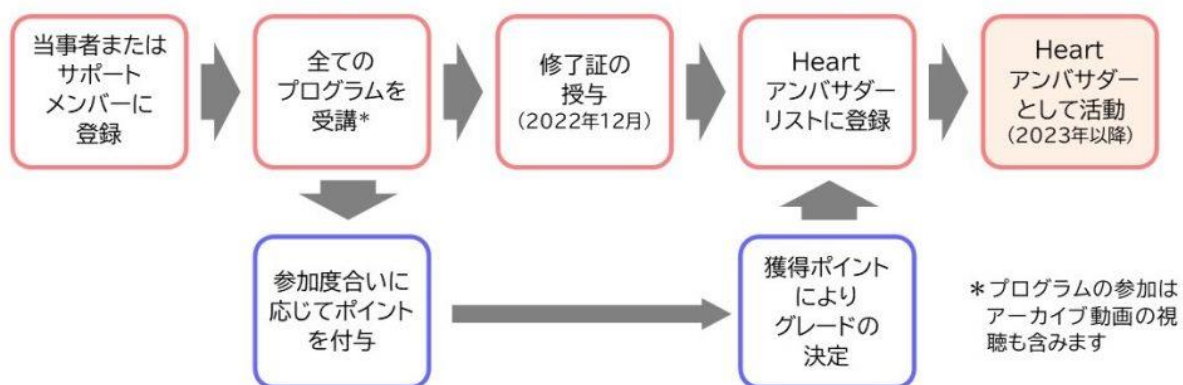 当事者または
サポート
メンバーに
登録
全ての
プログラムを
受講*
修了証の
授与
(2022年12月)
Heart
アンバサダー
リストに登録
Heart
アンバサダー
として活動
(2023年以降)
参加度合いに
応じてポイント
を付与
獲得ポイント
により
グレードの
決定
*プログラムの参加は
アーカイブ動画の視
聴も含みます